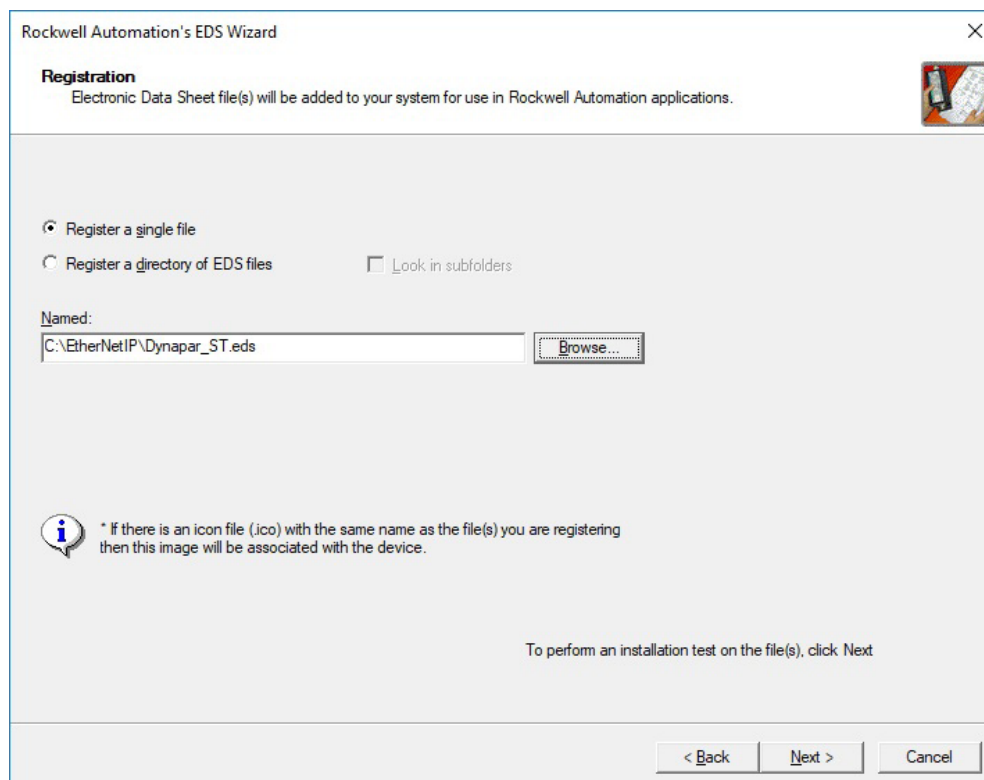 Rockwell Automation's EDS Wizard
Registration
Electronic Data Sheet file(s) will be added to your system for use in Rockwell Automation applications.
Register a single file
Register a directory of EDS files
Look in subfolders
Named:
C:\EtherNetIP\Dynapar_ST.eds
Browse...
* If there is an icon file (.ico) with the same name as the file(s) you are registering
then this image will be associated with the device.
To perform an installation test on the file(s), click Next
< Back
Next >
Cancel